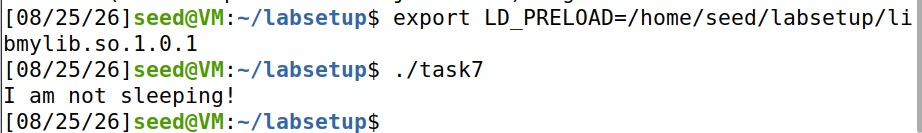 [08/25/26]seed@VM:~/labsetup$ export LD_PRELOAD=/home/seed/labsetup/li
bmylib.so.1.0.1
[08/25/26]seed@VM:~/labsetup$ ./task7
I am not sleeping!
[08/25/26]seed@VM:~/labsetup$